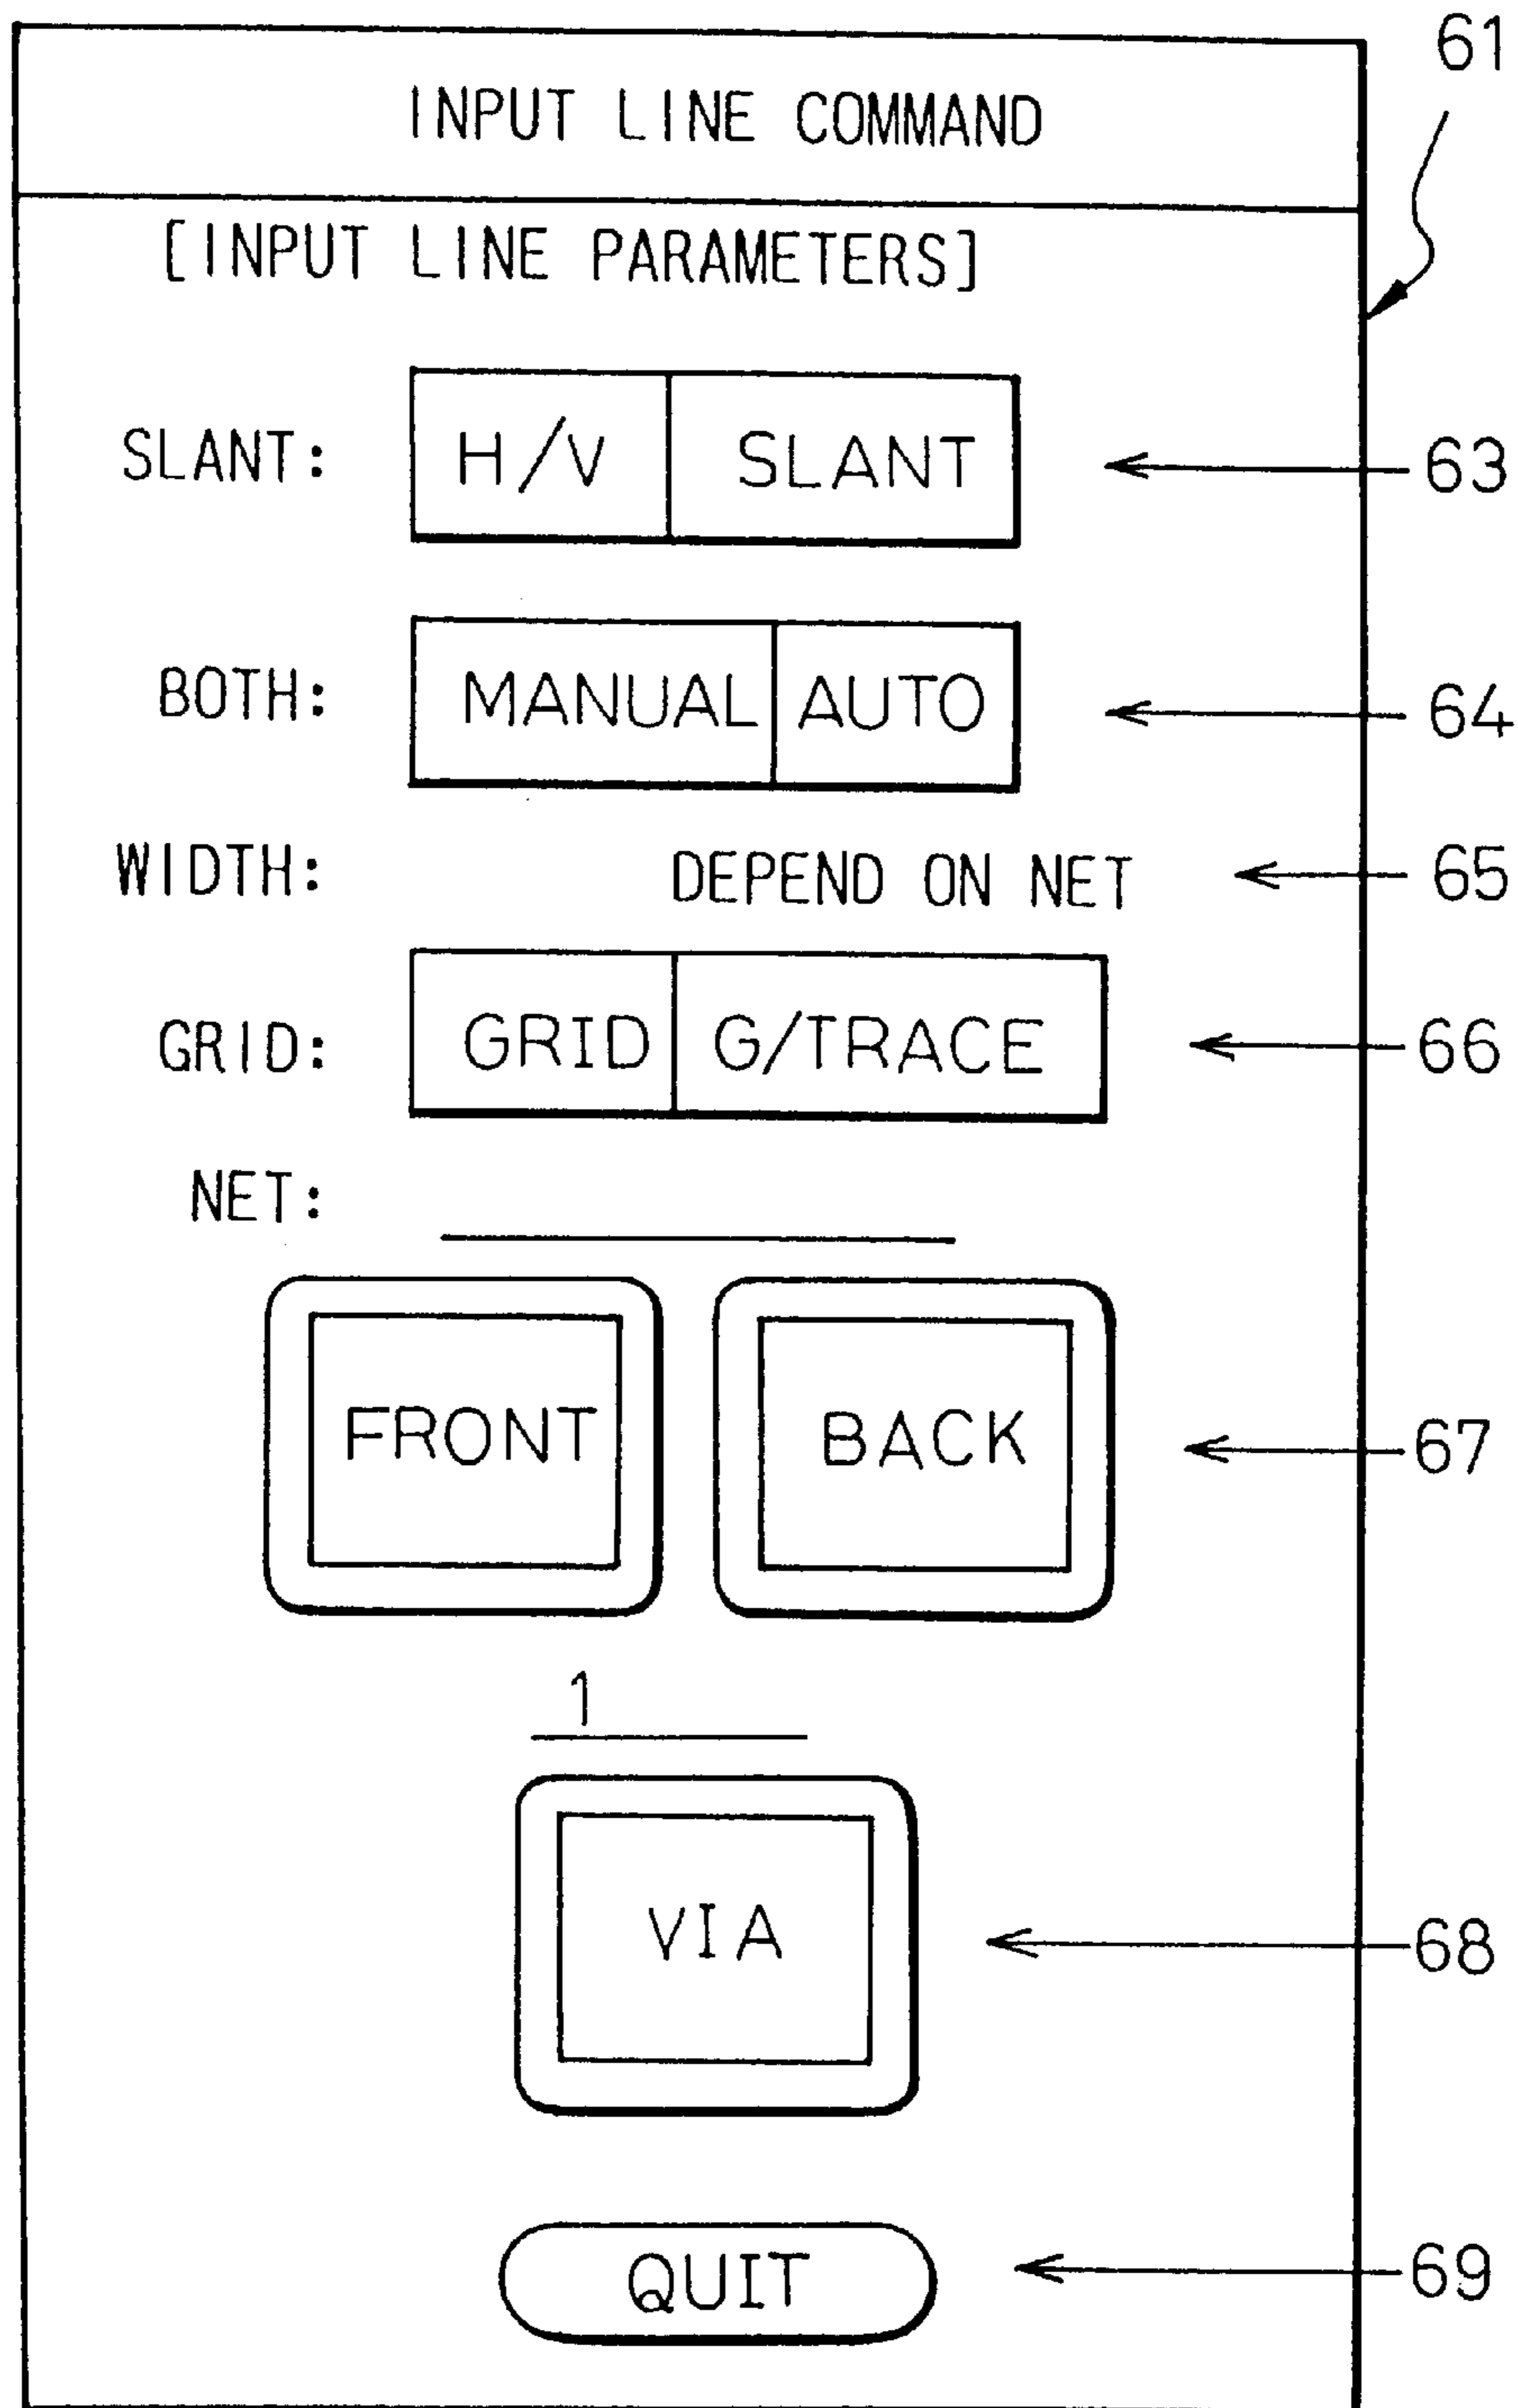 61
INPUT LINE COMMAND
[INPUT LINE PARAMETERS]
SLANT: H/V SLANT 63
BOTH: MANUAL AUTO 64
WIDTH: DEPEND ON NET 65
GRID: GRID G/TRACE 66
NET:
FRONT BACK 67
1
VIA 68
QUIT 69